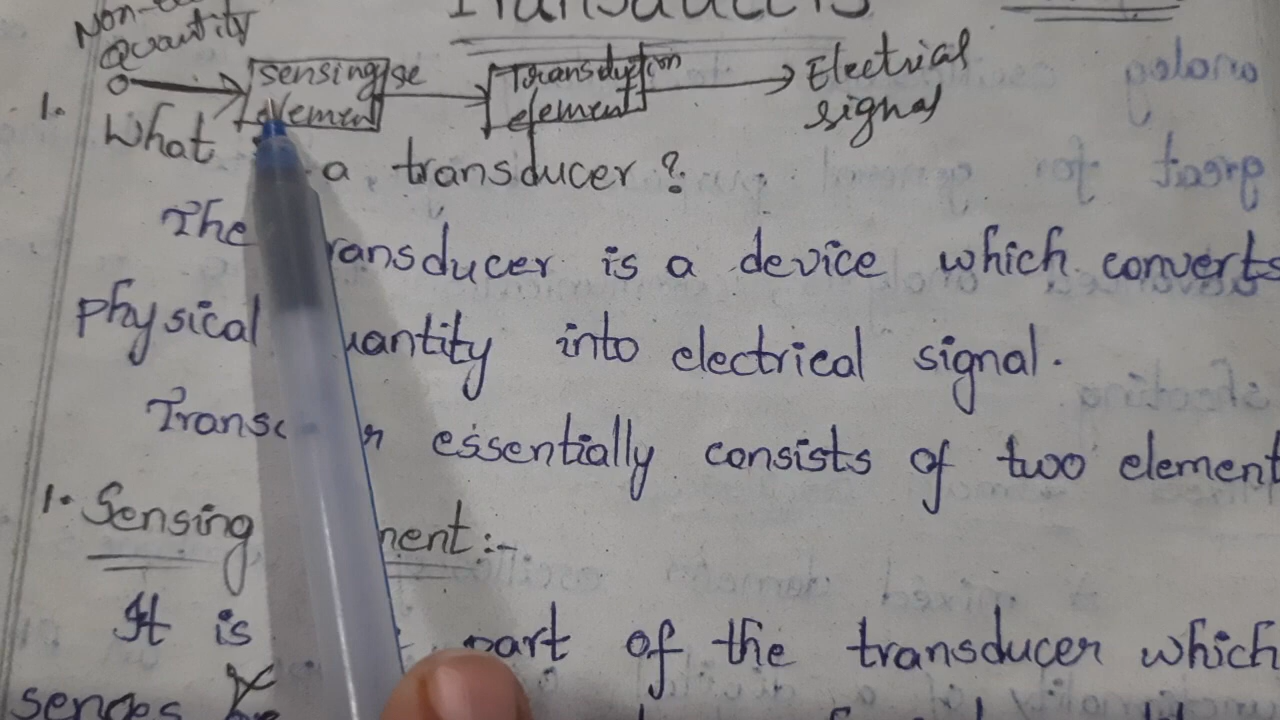 Transducers
Non-
Quantity
sensing se
element
Transduction
element
Electrical
signal
1. What a transducer?
The ransducer is a device which converts
physical uantity into electrical signal.
Trans r essentially consists of two element
1. Sensing ment:-
It is part of the transducer which
senses